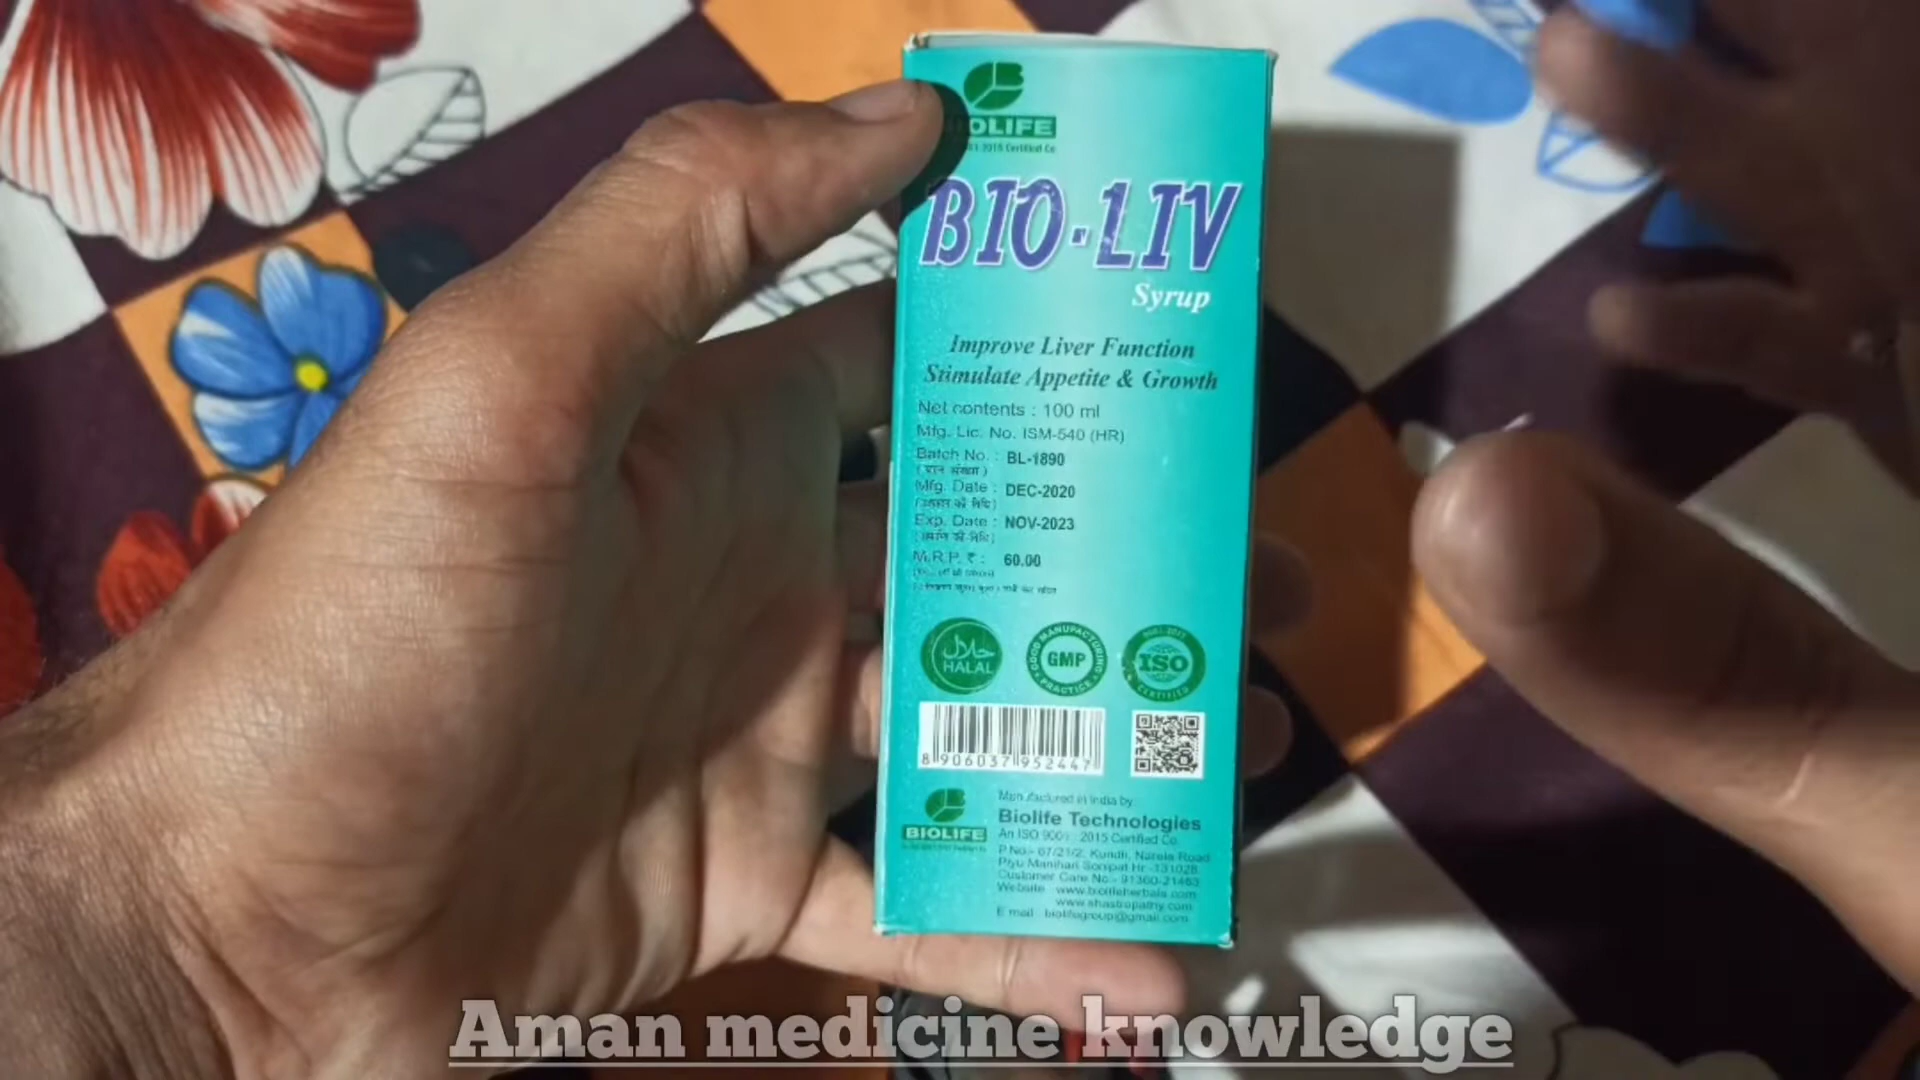 BIOLIFE
BIO-LIV
Syrup
Improve Liver Function
Stimulate Appetite & Growth
Net contents : 100 ml
Mfg. Lic. No. ISM-540 (HR)
Batch No. : BL-1890
Mfg. Date : DEC-2020
Exp. Date : NOV-2023
M.R.P. ₹ : 60.00
حلال
HALAL
GOOD MANUFACTURING
GMP
PRACTICE
ISO
CERTIFIED
8 906037 952447
BIOLIFE
Manufactured in India by:
Biolife Technologies
An ISO 9001 : 2015 Certified Co.
P.No.- 67/21/2, Kundli, Narela Road
Piyu Manihari Sonipat Hr -131028
Customer Care No.- 91360-21463
Website : www.biolifeherbals.com
www.shastropathy.com
E mail : biolifegroup@gmail.com
Aman medicine knowledge